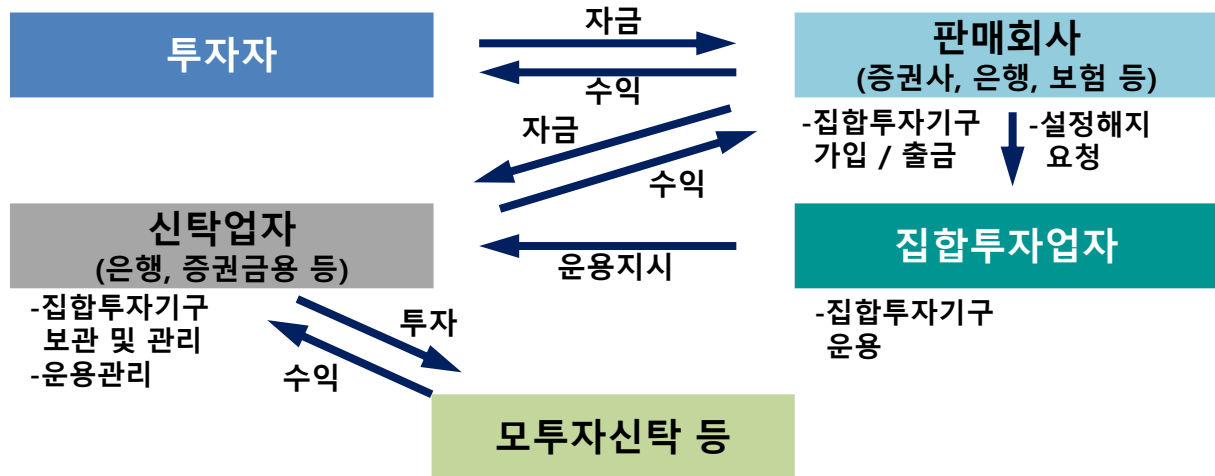 투자자
자금
수익
판매회사
(증권사, 은행, 보험 등)
-집합투자기구
가입 / 출금
-설정해지
요청
자금
수익
신탁업자
(은행, 증권금융 등)
운용지시
집합투자업자
-집합투자기구
보관 및 관리
-운용관리
투자
수익
-집합투자기구
운용
모투자신탁 등